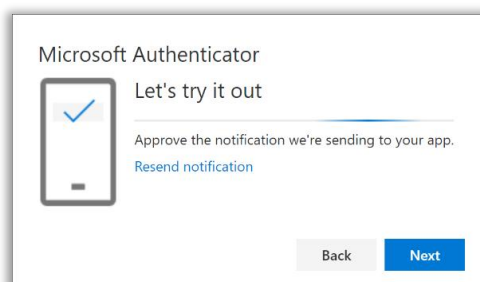 Microsoft Authenticator
Let's try it out
Approve the notification we're sending to your app.
Resend notification
Back Next